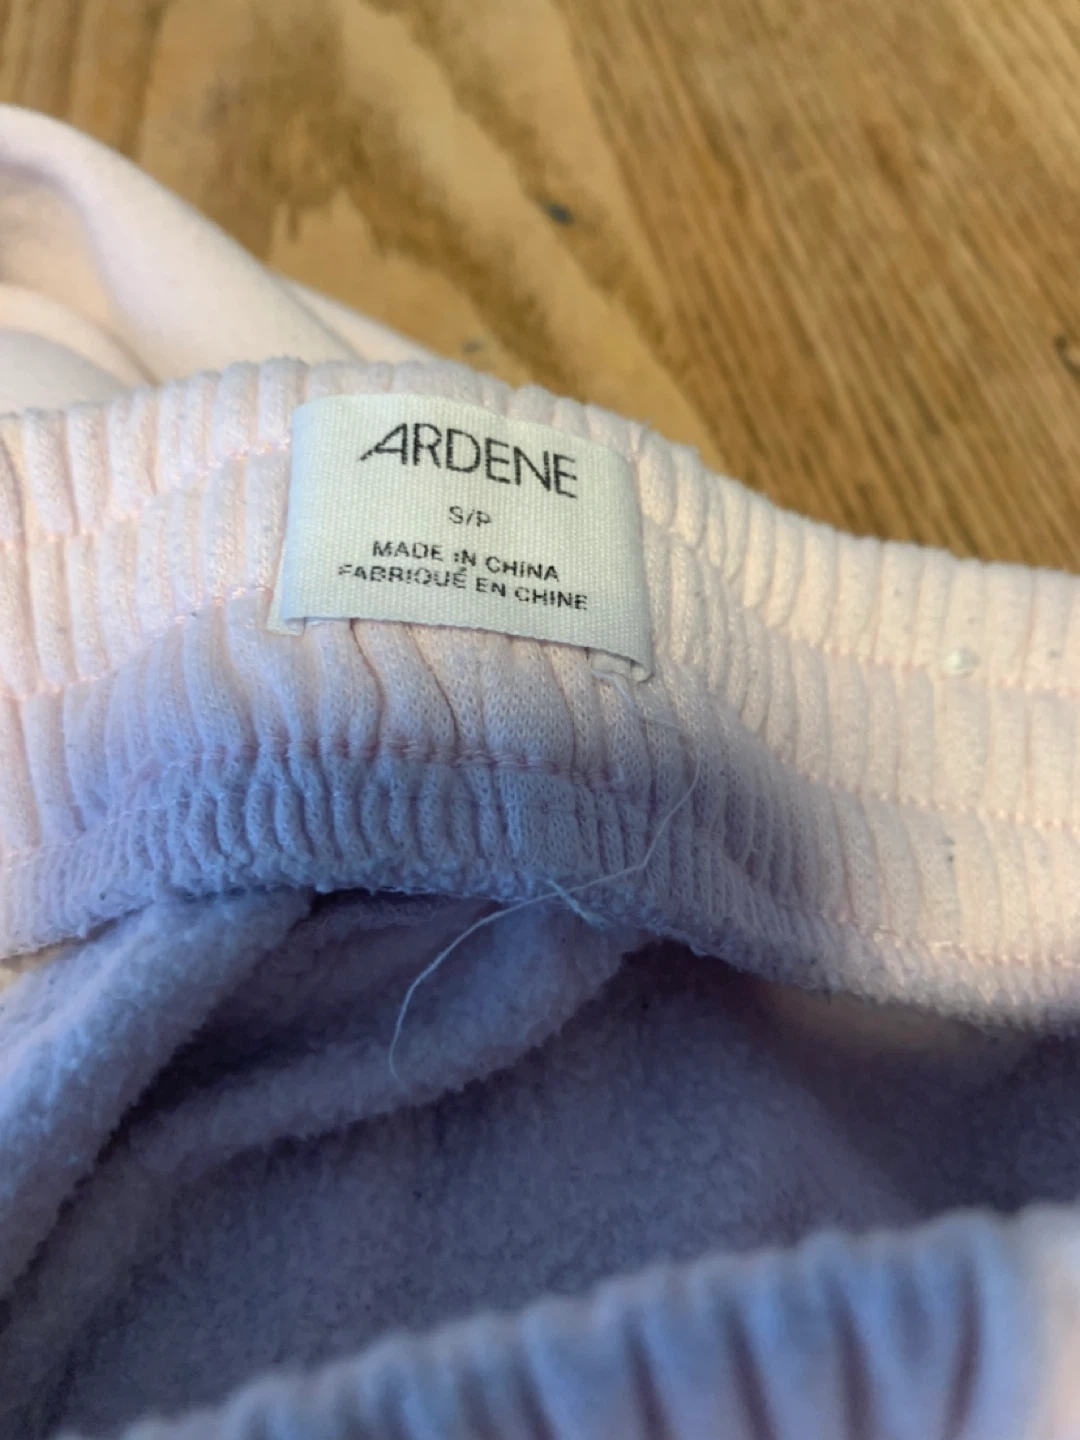 ARDENE
S/P
MADE IN CHINA
FABRIQUÉ EN CHINE